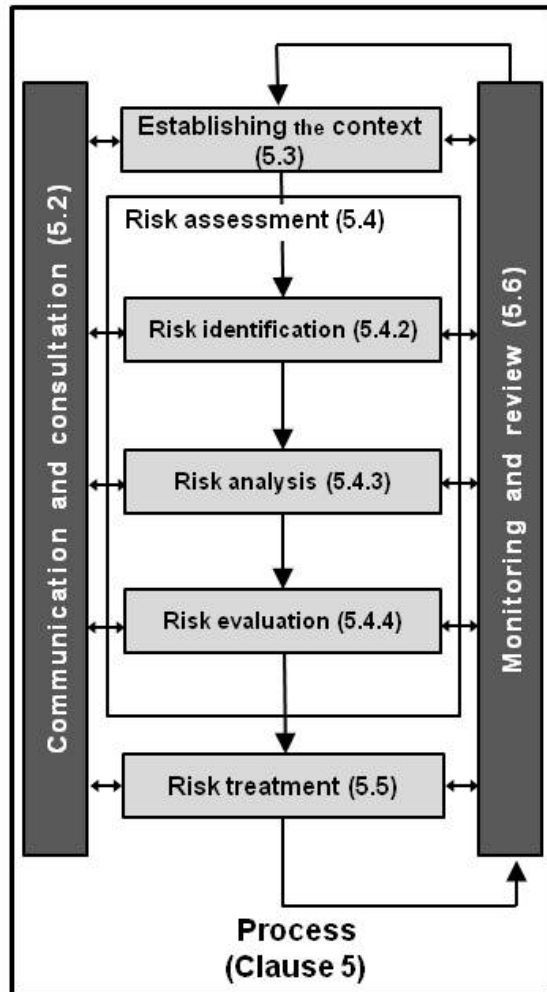 Establishing the context
(5.3)
Risk assessment (5.4)
Risk identification (5.4.2)
Risk analysis (5.4.3)
Risk evaluation (5.4.4)
Risk treatment (5.5)
Communication and consultation (5.2)
Monitoring and review (5.6)
Process
(Clause 5)